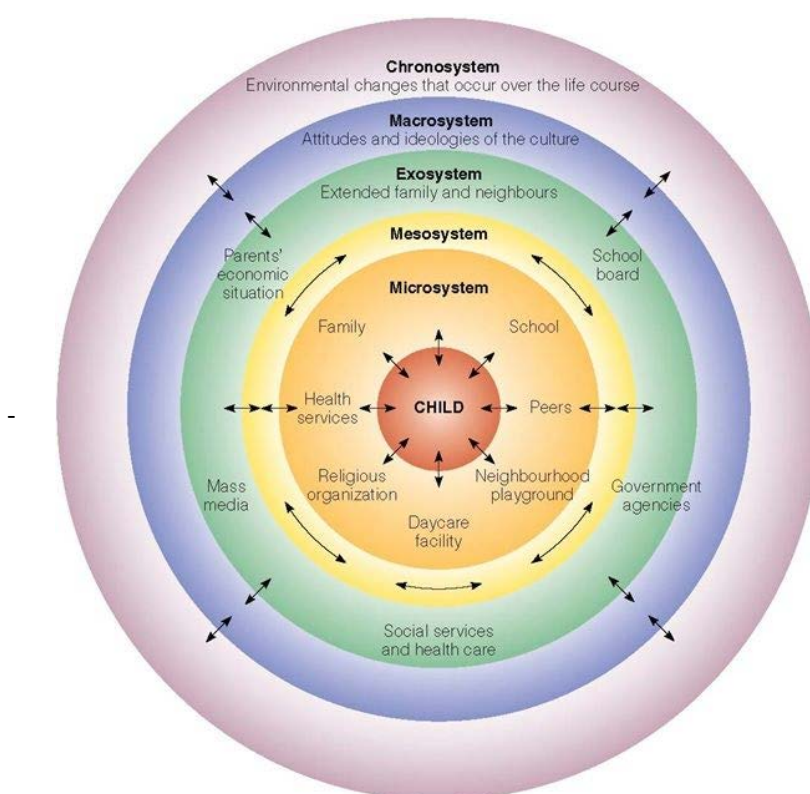 Chronosystem
Environmental changes that occur over the life course
Macrosystem
Attitudes and ideologies of the culture
Exosystem
Extended family and neighbours
Mesosystem
Parents'
economic
situation
School
board
Microsystem
Family
School
Health
services
CHILD
Peers
-
Religious
organization
Neighbourhood
playground
Mass
media
Government
agencies
Daycare
facility
Social services
and health care